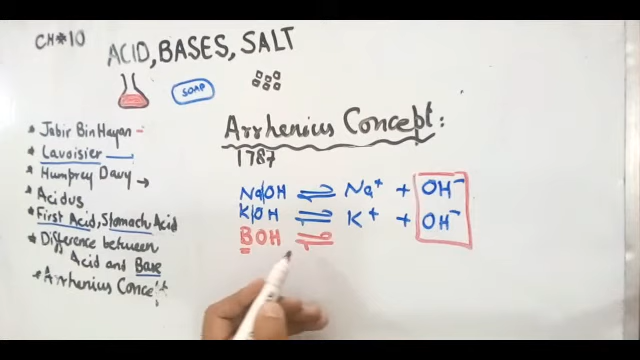 CH*10
ACID, BASES, SALT
SOAP
* Jabir Bin Hayan -
* Lavoisier —
* Humprey Davy →
* Acidus
* First Acid, Stomach Acid
* Difference between
Acid and Base
* Arrhenius Concept
Arrhenius Concept:
1787
NaOH ⇌ Na⁺ + OH⁻
KOH ⇌ K⁺ + OH⁻
BOH ⇌